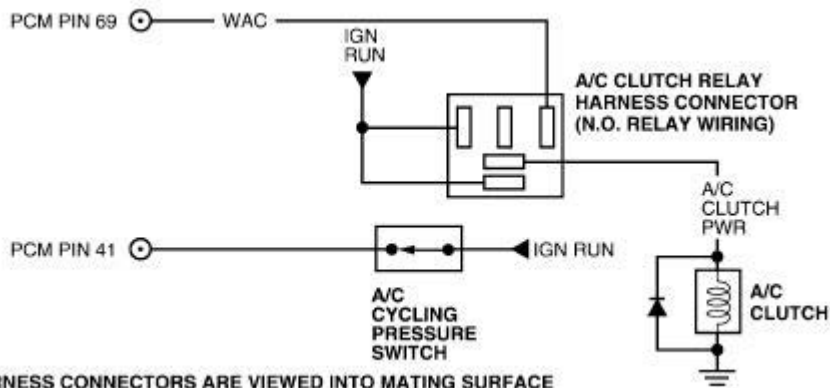 PCM PIN 69
WAC
IGN
RUN
A/C CLUTCH RELAY
HARNESS CONNECTOR
(N.O. RELAY WIRING)
A/C
CLUTCH
PWR
PCM PIN 41
IGN RUN
A/C
CYCLING
PRESSURE
SWITCH
A/C
CLUTCH
CONNECTORS ARE VIEWED INTO MATING SURFACE